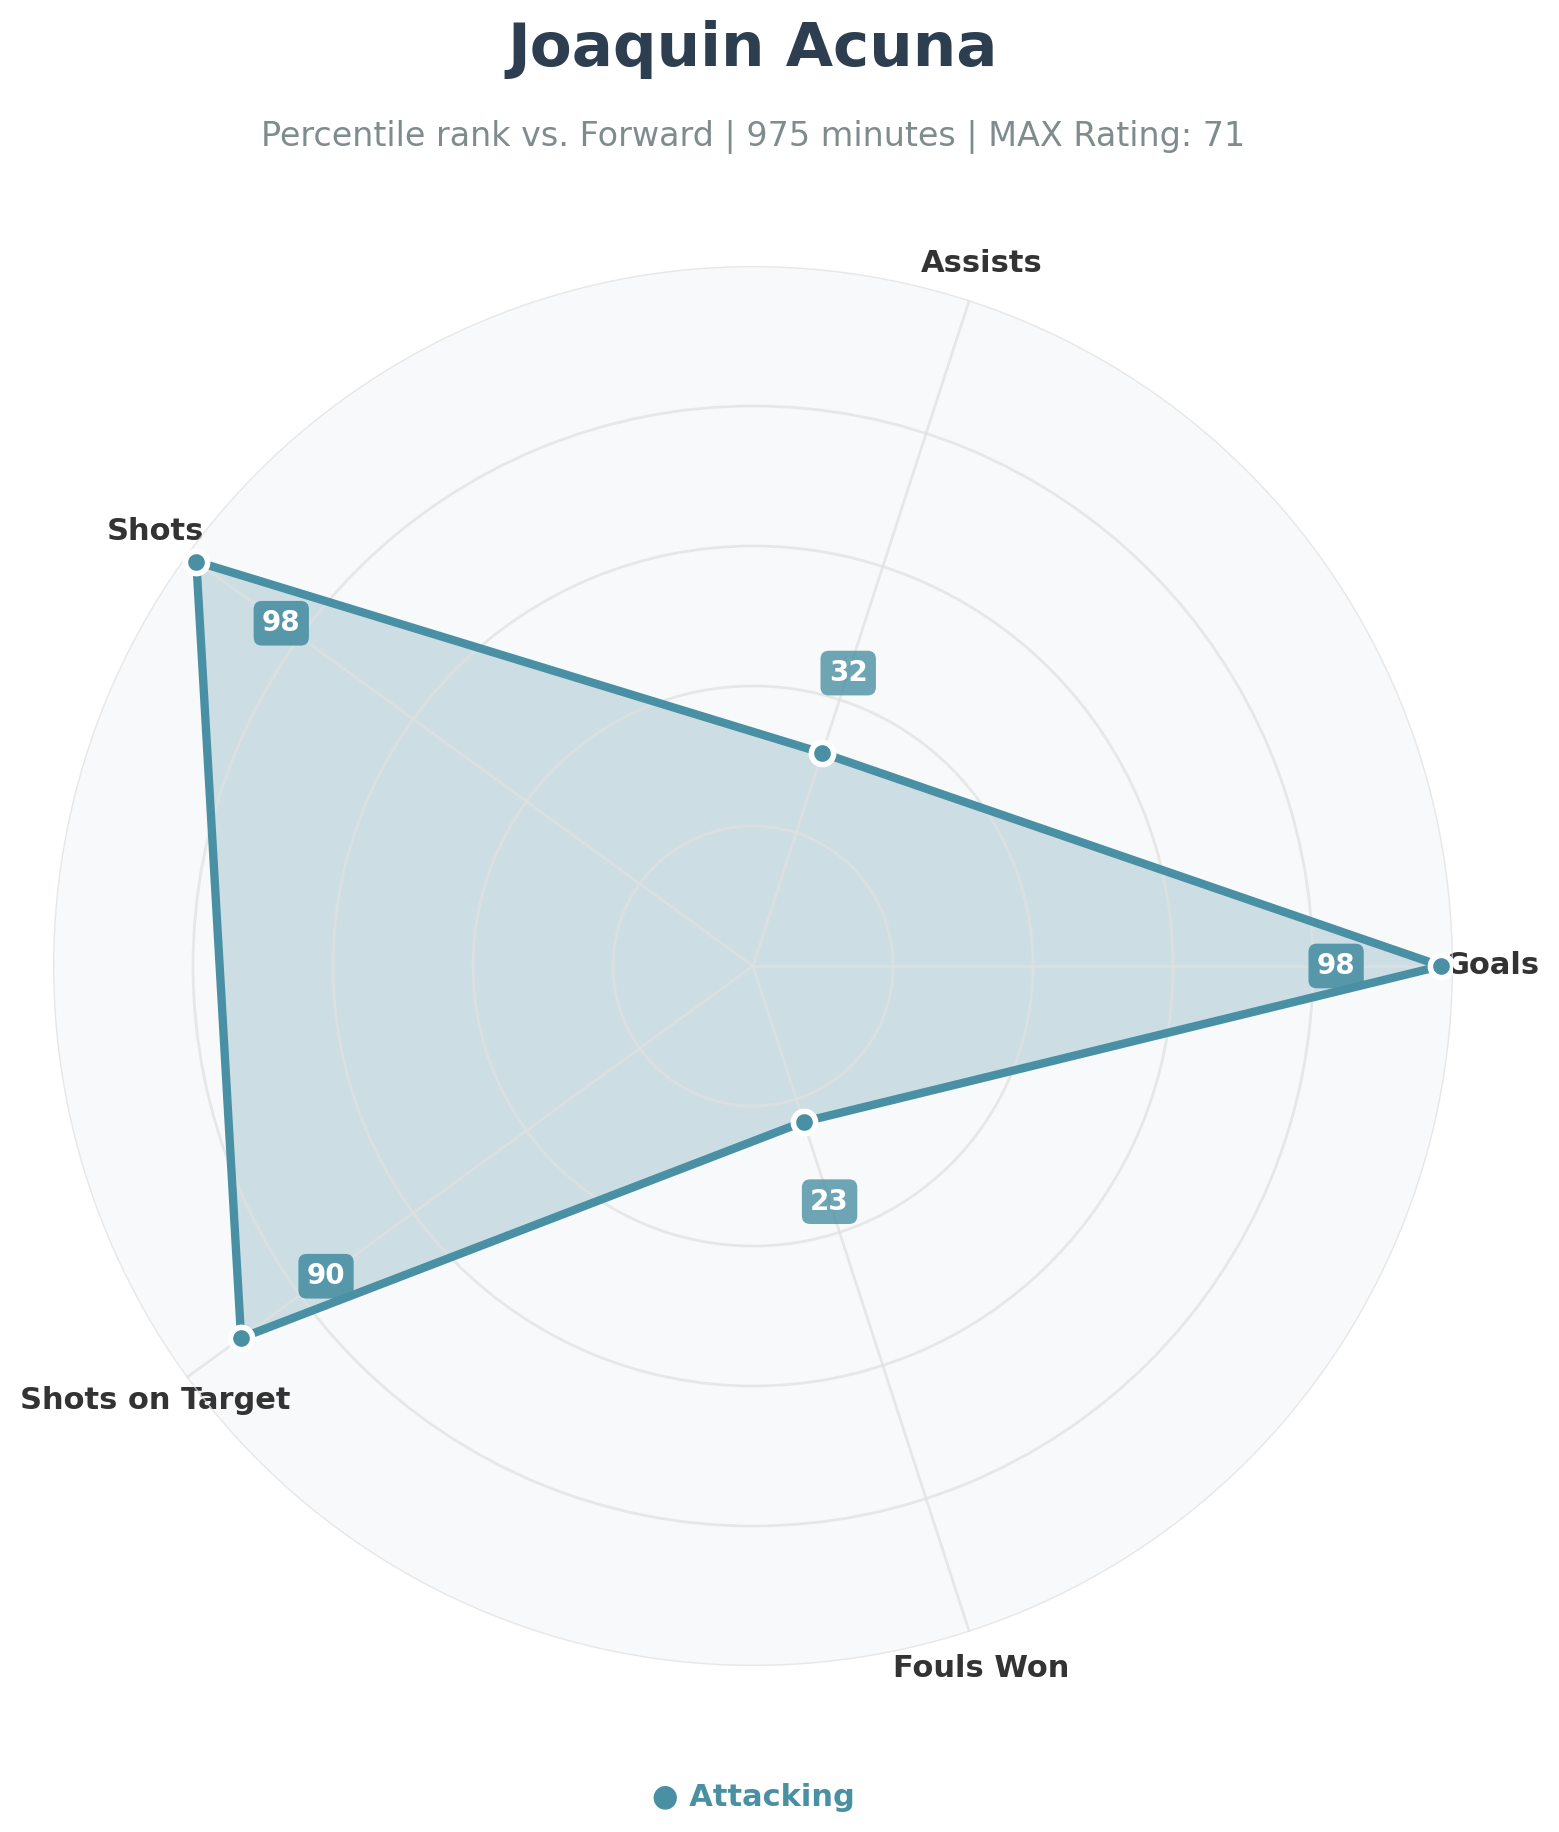 Joaquin Acuna
Percentile rank vs. Forward | 975 minutes | MAX Rating: 71
Assists
Shots
98
32
98
Goals
23
90
Shots on Target
Fouls Won
Attacking